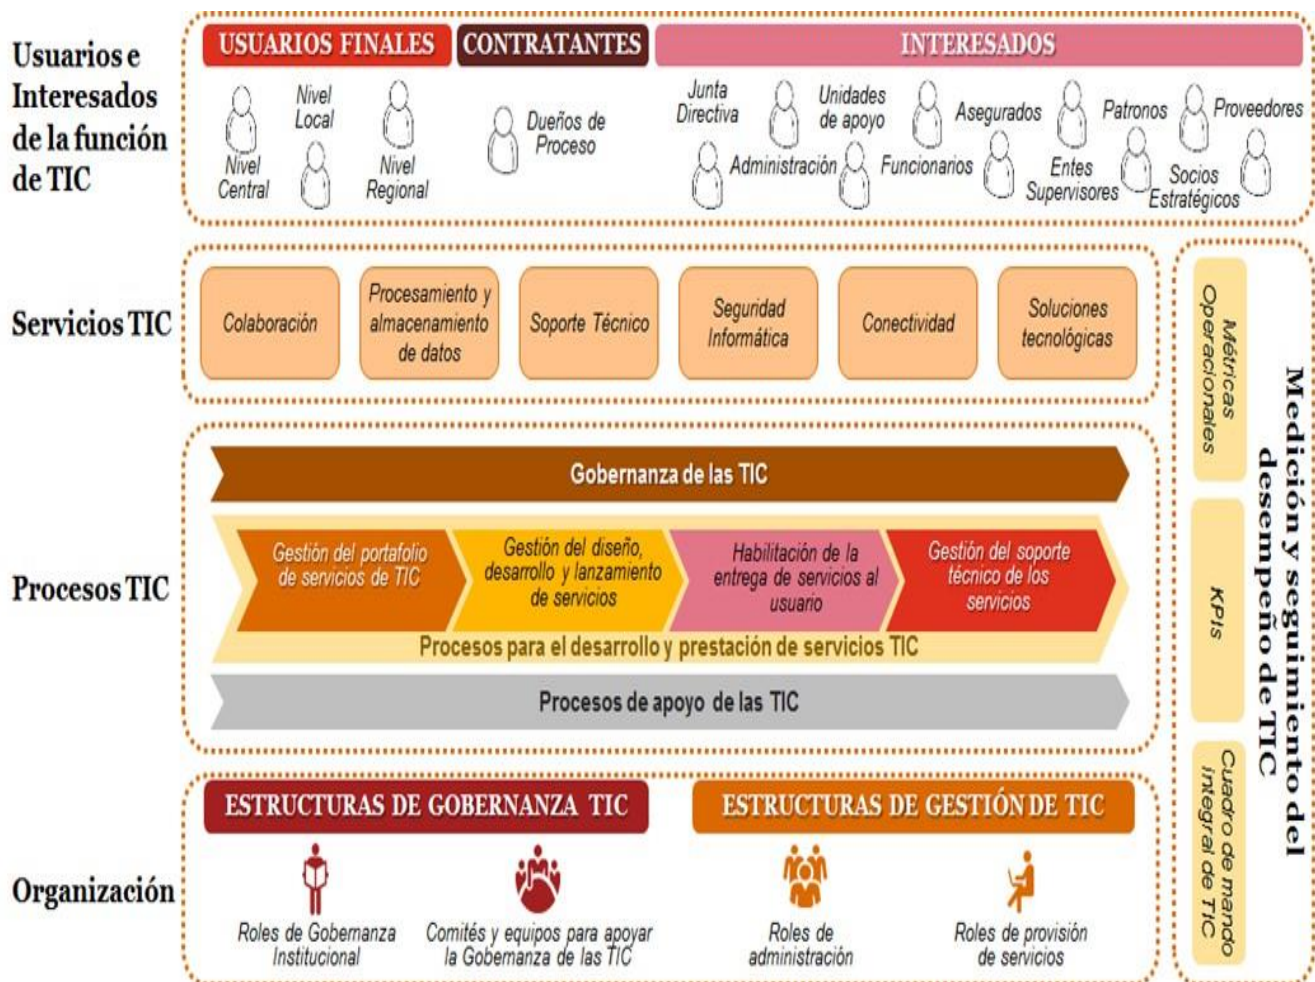 Usuarios e
Interesados
de la función
de TIC
USUARIOS FINALES
CONTRATANTES
INTERESADOS
Nivel
Central
Nivel
Local
Nivel
Regional
Dueños de
Proceso
Junta
Directiva
Administración
Unidades
de apoyo
Funcionarios
Asegurados
Entes
Supervisores
Patronos
Socios
Estratégicos
Proveedores
Servicios TIC
Colaboración
Procesamiento y
almacenamiento
de datos
Soporte Técnico
Seguridad
Informática
Conectividad
Soluciones
tecnológicas
Procesos TIC
Gobernanza de las TIC
Gestión del portafolio
de servicios de TIC
Gestión del diseño,
desarrollo y lanzamiento
de servicios
Habilitación de la
entrega de servicios al
usuario
Gestión del soporte
técnico de los
servicios
Procesos para el desarrollo y prestación de servicios TIC
Procesos de apoyo de las TIC
Organización
ESTRUCTURAS DE GOBERNANZA TIC
ESTRUCTURAS DE GESTIÓN DE TIC
Roles de Gobernanza
Institucional
Comités y equipos para apoyar
la Gobernanza de las TIC
Roles de
administración
Roles de provisión
de servicios
Medición y seguimiento del
desempeño de TIC
Métricas
Operacionales
KPIs
Cuadro de mando
integral de TIC